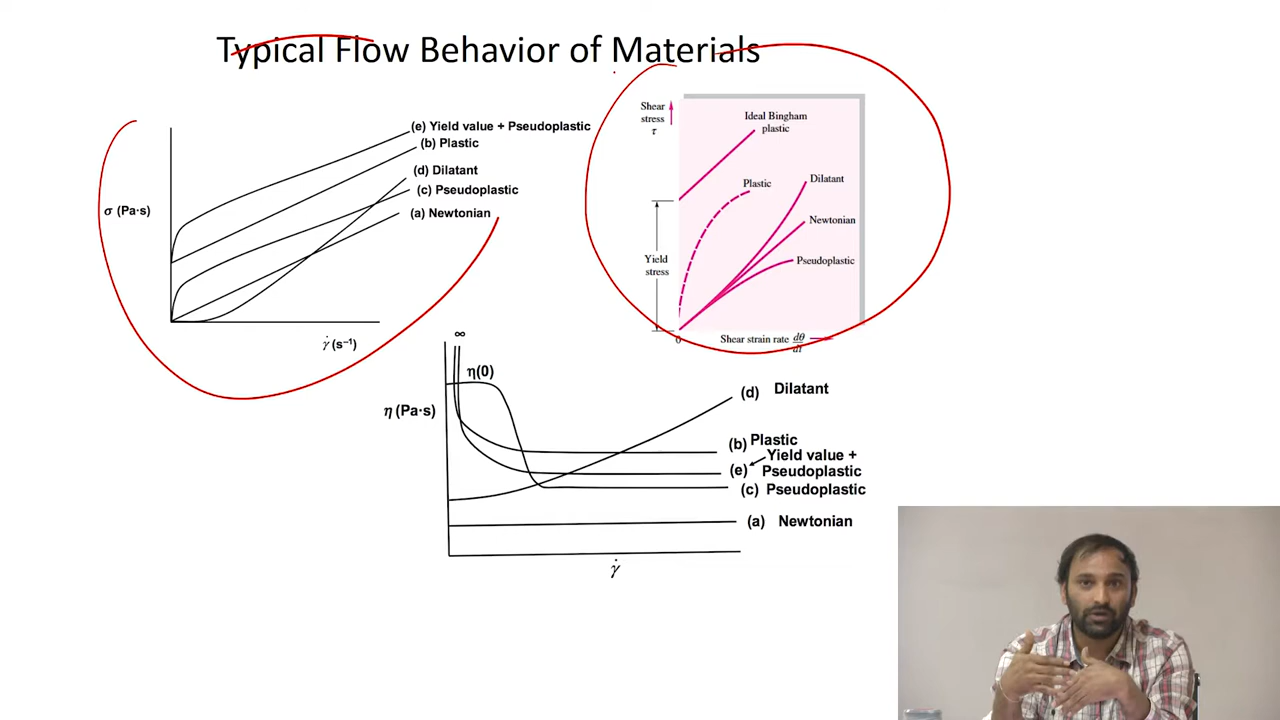 Typical Flow Behavior of Materials
(e) Yield value + Pseudoplastic
(b) Plastic
(d) Dilatant
(c) Pseudoplastic
(a) Newtonian
σ (Pa·s)
γ̇ (s⁻¹)
Shear
stress
τ
Ideal Bingham
plastic
Plastic
Dilatant
Newtonian
Pseudoplastic
Yield
stress
0
Shear strain rate dθ/dt
∞
η(0)
η (Pa·s)
(d) Dilatant
(b) Plastic
(e) Yield value +
Pseudoplastic
(c) Pseudoplastic
(a) Newtonian
γ̇